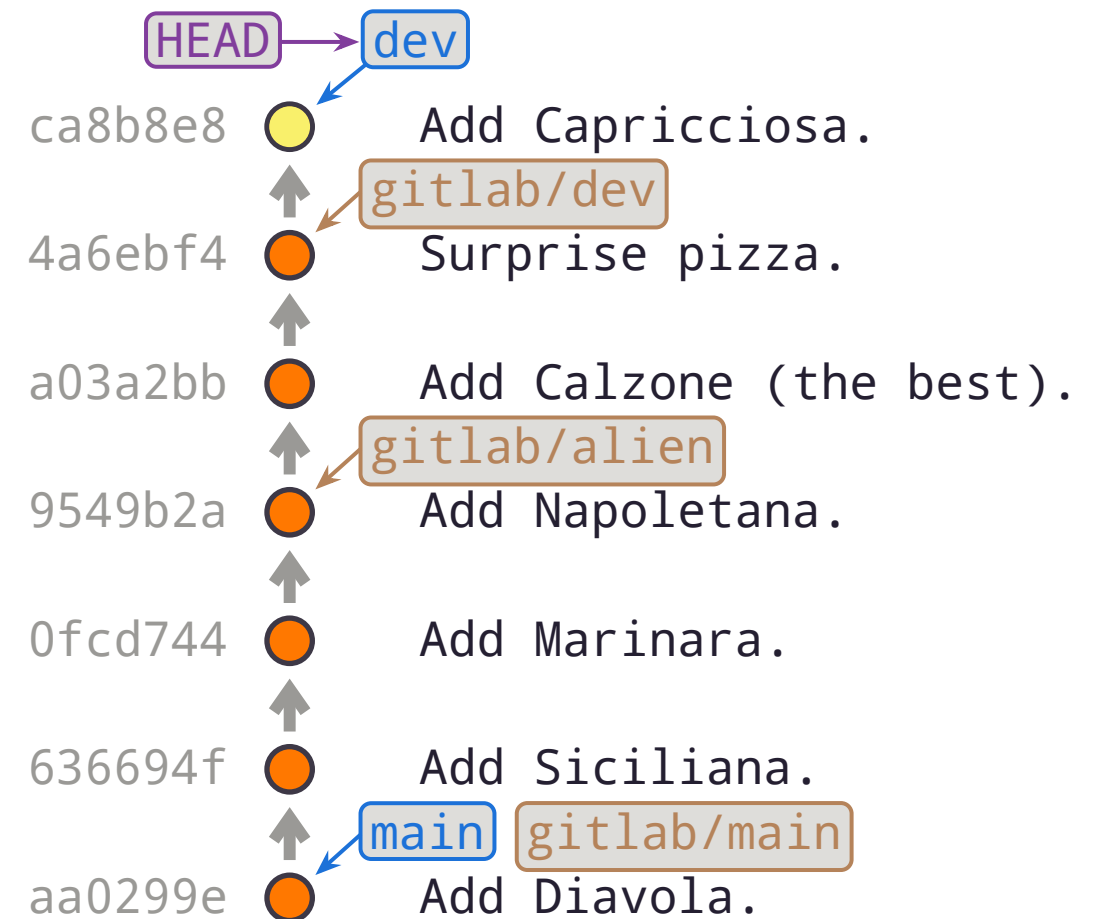 HEAD dev
ca8b8e8 Add Capricciosa.
gitlab/dev
4a6ebf4 Surprise pizza.
a03a2bb Add Calzone (the best).
gitlab/alien
9549b2a Add Napoletana.
0fcd744 Add Marinara.
636694f Add Siciliana.
main gitlab/main
aa0299e Add Diavola.